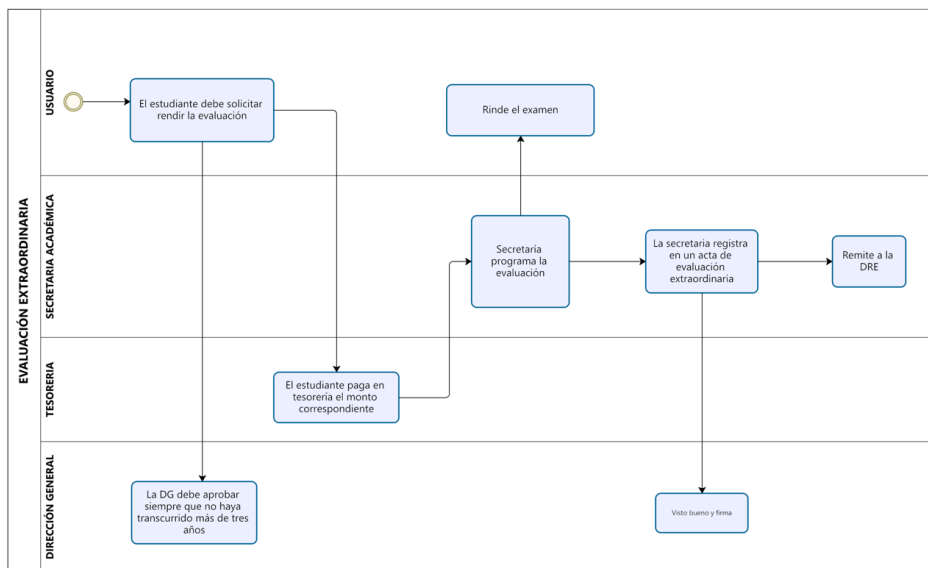 EVALUACIÓN EXTRAORDINARIA
USUARIO
El estudiante debe solicitar
rendir la evaluación
Rinde el examen
SECRETARIA ACADÉMICA
Secretaría
programa la
evaluación
La secretaria registra
en un acta de
evaluación
extraordinaria
Remite a la
DRE
TESORERIA
El estudiante paga en
tesorería el monto
correspondiente
DIRECCIÓN GENERAL
La DG debe aprobar
siempre que no haya
transcurrido más de tres
años
Visto bueno y firma